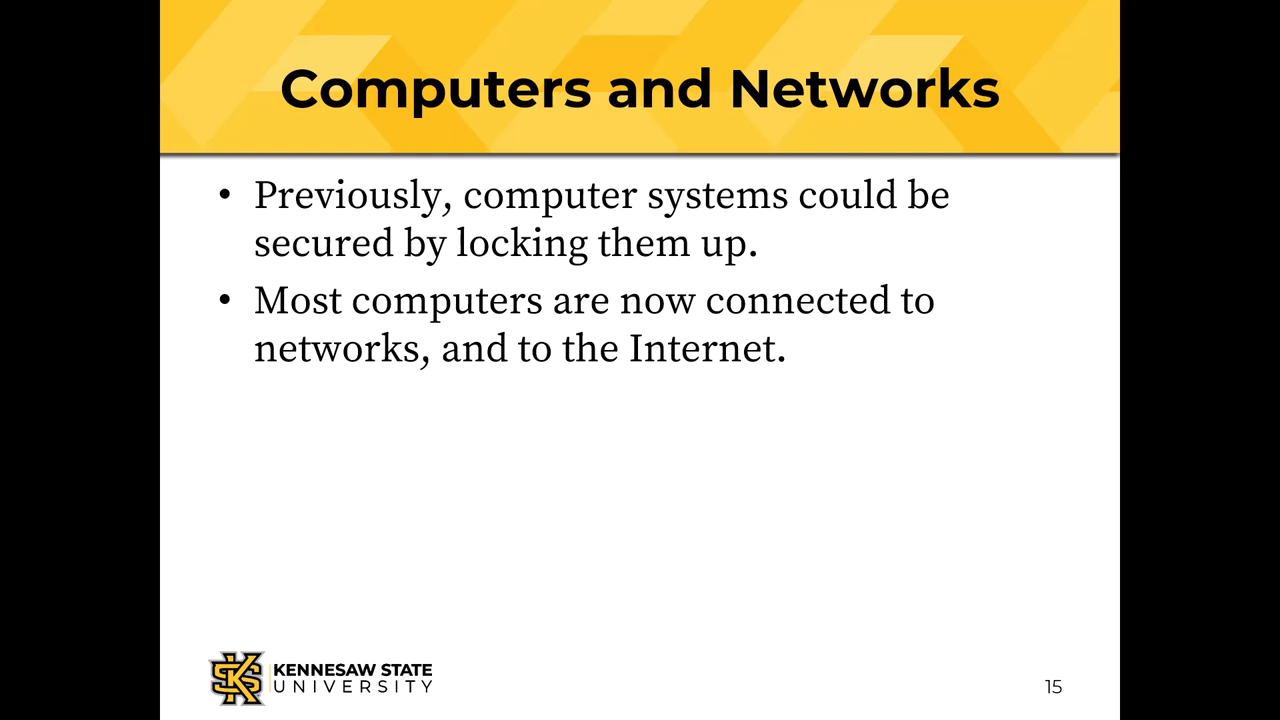 Computers and Networks
• Previously, computer systems could be
secured by locking them up.
• Most computers are now connected to
networks, and to the Internet.
KS
KENNESAW STATE
UNIVERSITY
15